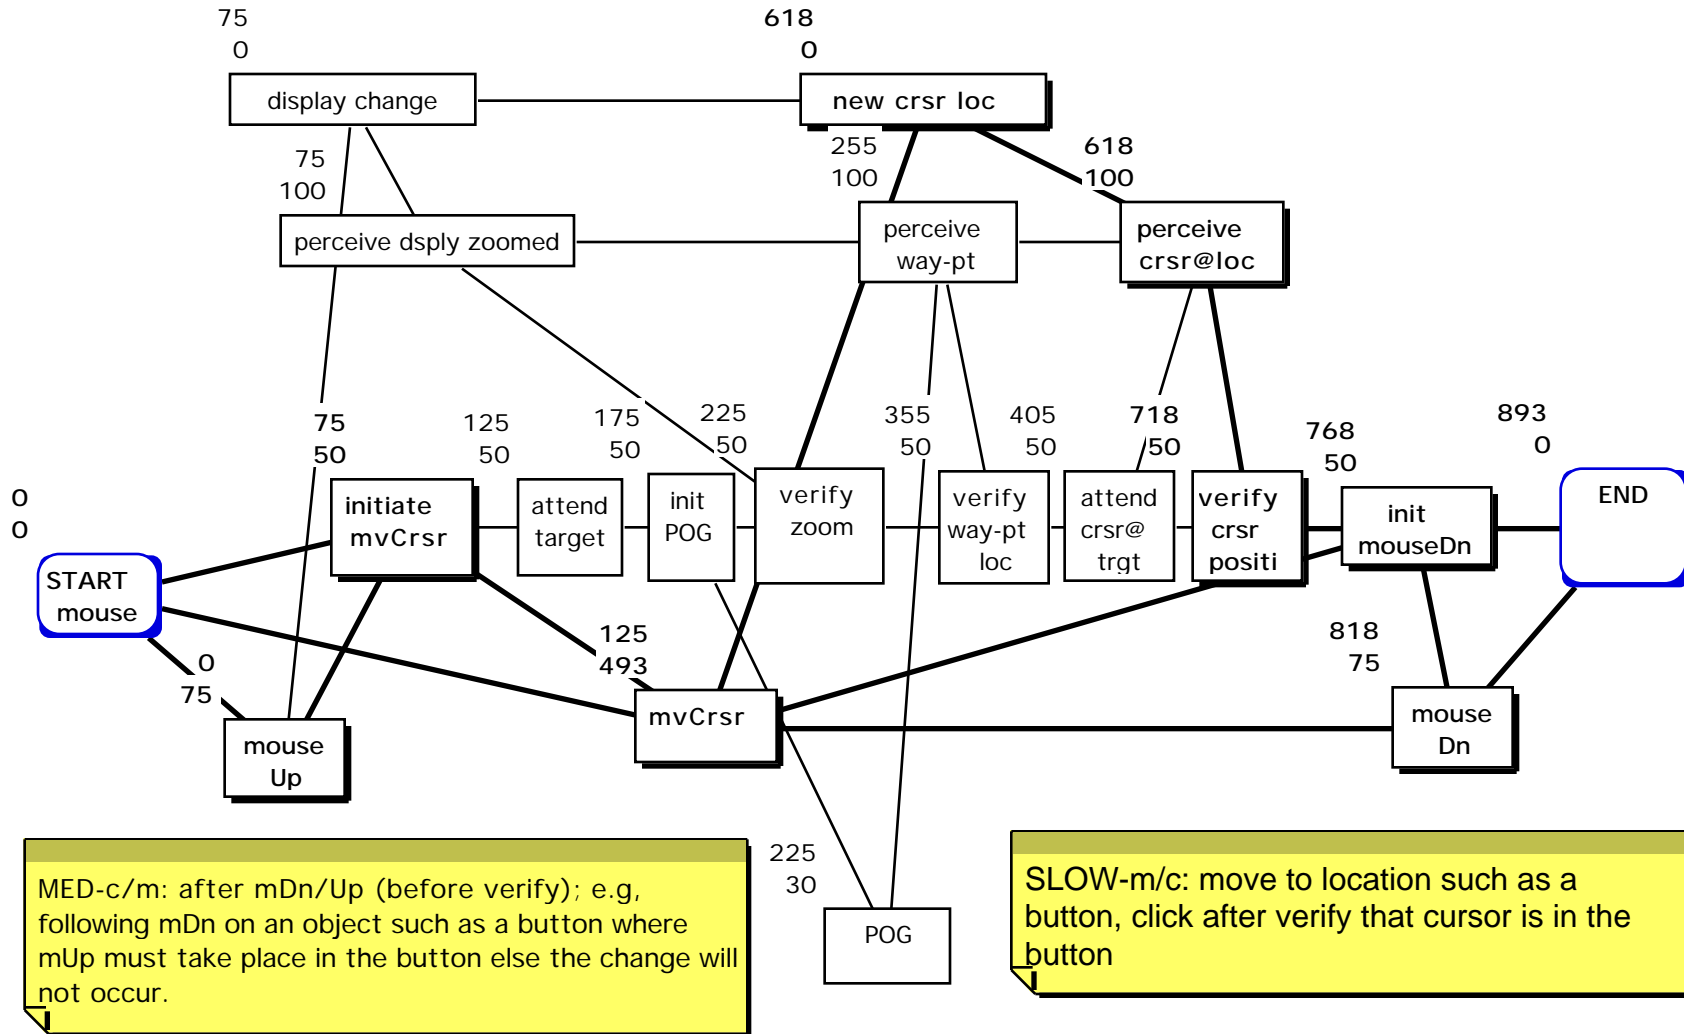 75
0
display change
618
0
new crsr loc
75
100
perceive dsply zoomed
255
100
perceive
way-pt
618
100
perceive
crsr@loc
0
0
START
mouse
75
50
initiate
mvCrsr
125
50
attend
target
175
50
init
POG
225
50
verify
zoom
355
50
verify
way-pt
loc
405
50
attend
crsr@
trgt
718
50
verify
crsr
positi
768
50
init
mouseDn
893
0
END
0
75
mouse
Up
125
493
mvCrsr
818
75
mouse
Dn
225
30
POG
MED-c/m: after mDn/Up (before verify); e.g,
following mDn on an object such as a button where
mUp must take place in the button else the change will
not occur.
SLOW-m/c: move to location such as a
button, click after verify that cursor is in the
button